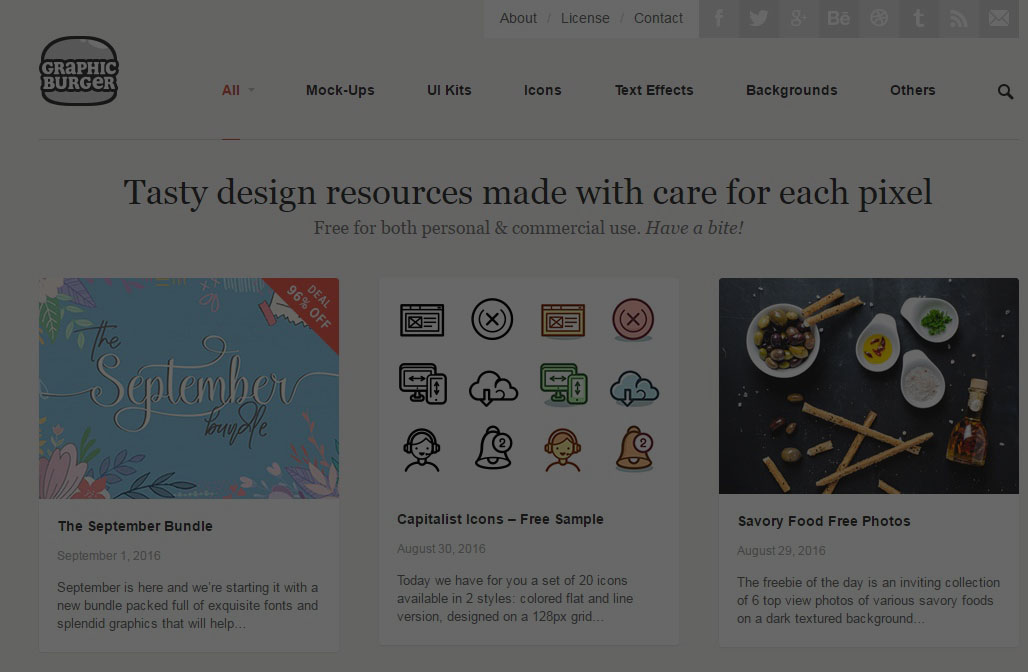 About / License / Contact
GRAPHIC
BURGER
All
Mock-Ups
UI Kits
Icons
Text Effects
Backgrounds
Others
Tasty design resources made with care for each pixel
Free for both personal & commercial use. Have a bite!
DEAL
96% OFF
the
September
bundle
2
2
The September Bundle
September 1, 2016
September is here and we're starting it with a
new bundle packed full of exquisite fonts and
splendid graphics that will help...
Capitalist Icons – Free Sample
August 30, 2016
Today we have for you a set of 20 icons
available in 2 styles: colored flat and line
version, designed on a 128px grid...
Savory Food Free Photos
August 29, 2016
The freebie of the day is an inviting collection
of 6 top view photos of various savory foods
on a dark textured background...